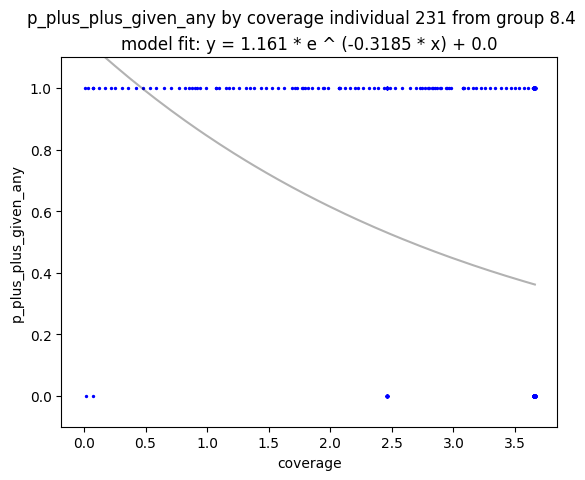 p_plus_plus_given_any by coverage individual 231 from group 8.4
model fit: y = 1.161 * e ^ (-0.3185 * x) + 0.0
1.0
0.8
0.6
0.4
0.2
0.0
p_plus_plus_given_any
0.0 0.5 1.0 1.5 2.0 2.5 3.0 3.5
coverage